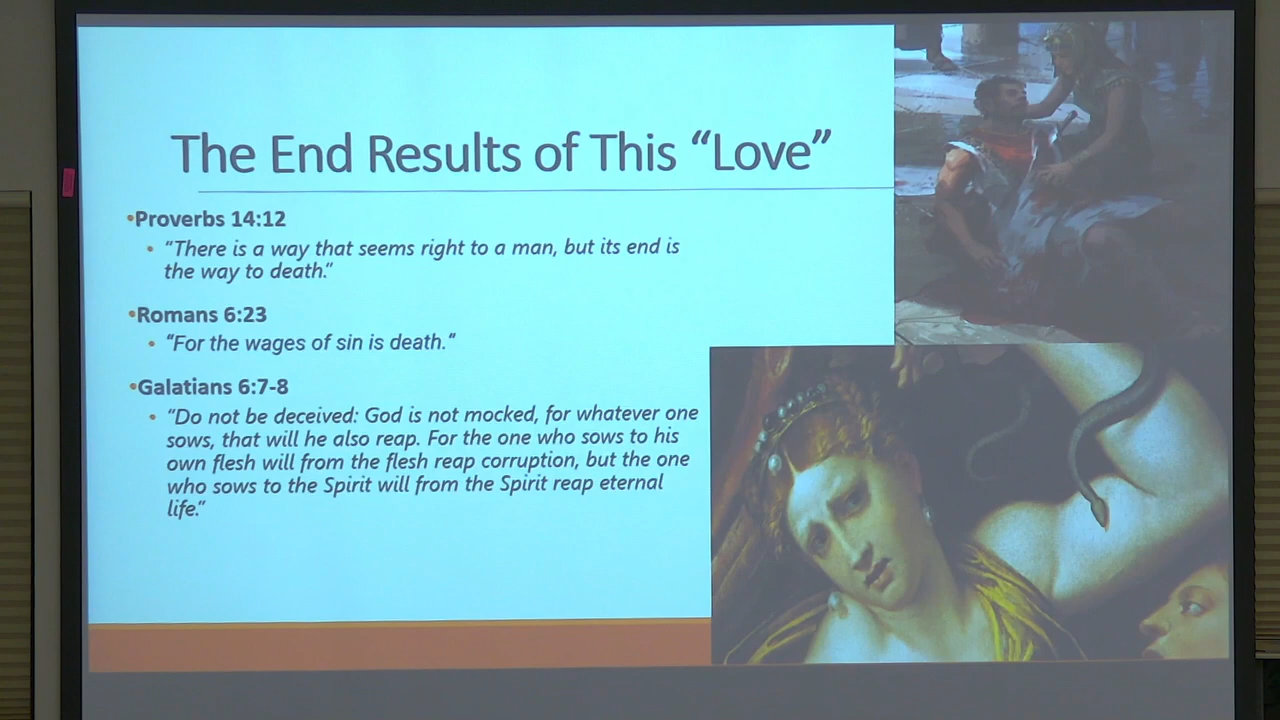 The End Results of This “Love”
•Proverbs 14:12
• “There is a way that seems right to a man, but its end is
the way to death.”
•Romans 6:23
• “For the wages of sin is death.”
•Galatians 6:7-8
• “Do not be deceived: God is not mocked, for whatever one
sows, that will he also reap. For the one who sows to his
own flesh will from the flesh reap corruption, but the one
who sows to the Spirit will from the Spirit reap eternal
life.”